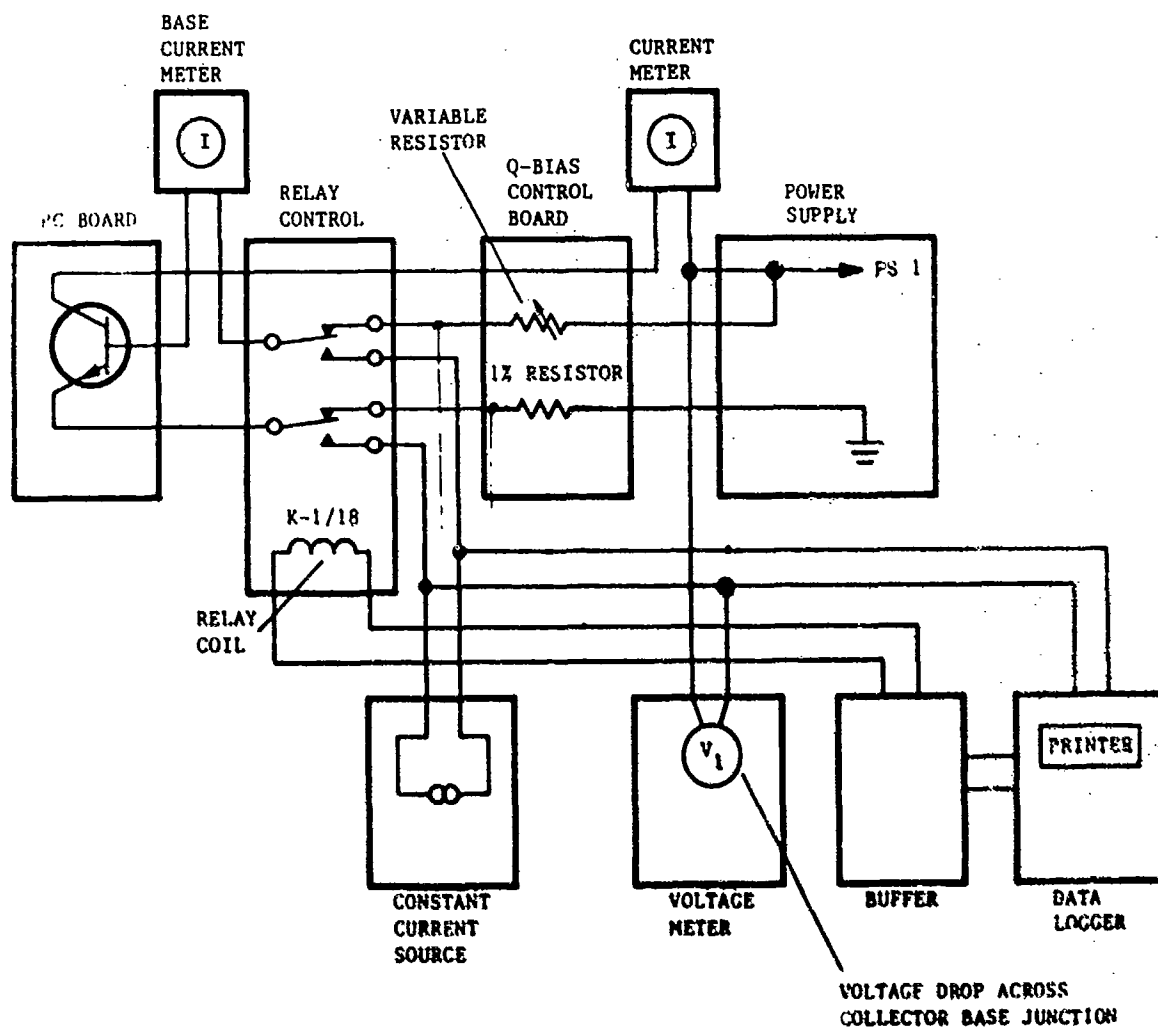 BASE
CURRENT
METER
CURRENT
METER
VARIABLE
RESISTOR
I
I
Q-BIAS
CONTROL
BOARD
RELAY
CONTROL
POWER
SUPPLY
PC BOARD
PS 1
1% RESISTOR
K-1/18
RELAY
COIL
PRINTER
V1
CONSTANT
CURRENT
SOURCE
VOLTAGE
METER
BUFFER
DATA
LOGGER
VOLTAGE DROP ACROSS
COLLECTOR BASE JUNCTION